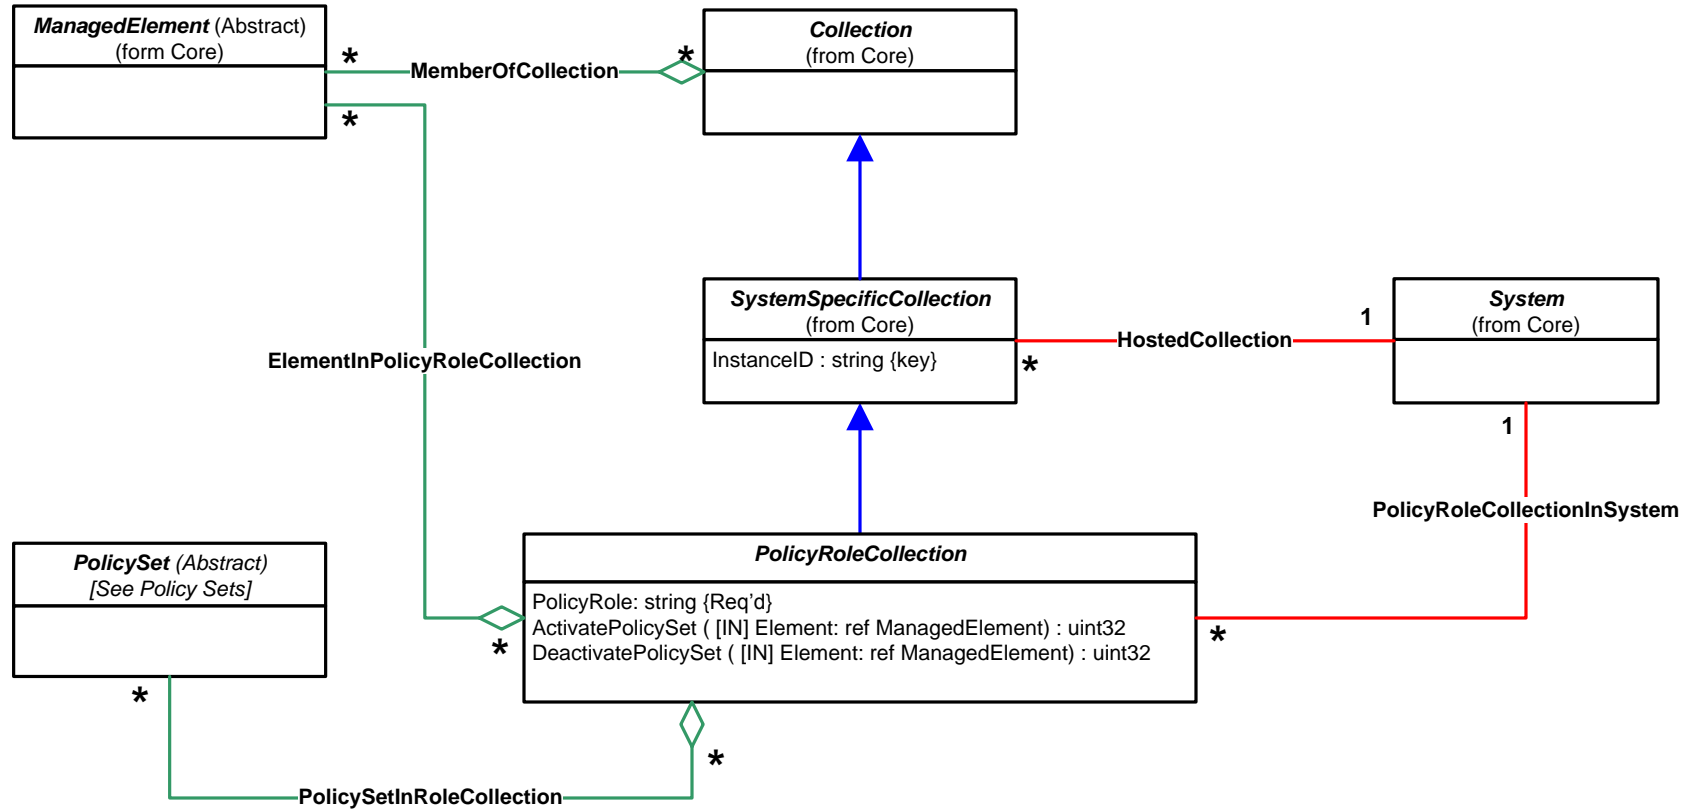 ManagedElement (Abstract)
(form Core)
*
MemberOfCollection
*
Collection
(from Core)
*
SystemSpecificCollection
(from Core)
InstanceID : string {key}
*
HostedCollection
1
System
(from Core)
ElementInPolicyRoleCollection
1
PolicyRoleCollectionInSystem
PolicySet (Abstract)
[See Policy Sets]
*
PolicyRoleCollection
PolicyRole: string {Req’d}
ActivatePolicySet ( [IN] Element: ref ManagedElement) : uint32
DeactivatePolicySet ( [IN] Element: ref ManagedElement) : uint32
*
*
*
PolicySetInRoleCollection